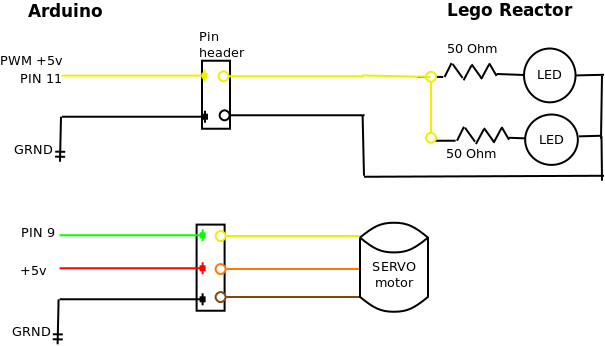 Arduino
Lego Reactor
Pin
header
50 Ohm
PWM +5v
PIN 11
LED
LED
50 Ohm
GRND
PIN 9
+5v
SERVO
motor
GRND